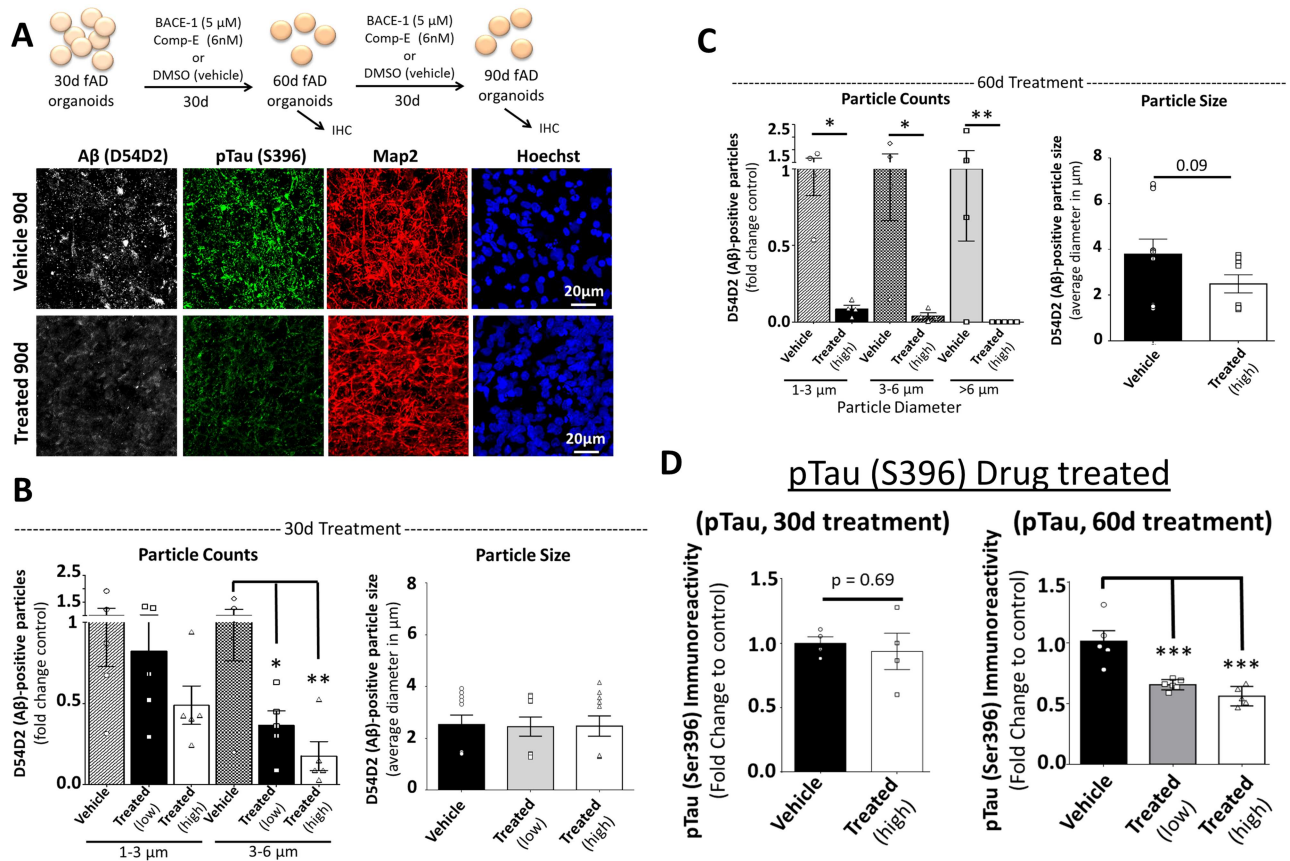 A
BACE-1 (5 µM)
Comp-E (6nM)
or
DMSO (vehicle)
30d
BACE-1 (5 µM)
Comp-E (6nM)
or
DMSO (vehicle)
30d
30d fAD
organoids
60d fAD
organoids
90d fAD
organoids
IHC
IHC
Aβ (D54D2)
pTau (S396)
Map2
Hoechst
Vehicle 90d
20µm
Treated 90d
20µm
B
30d Treatment
Particle Counts
D54D2 (Aβ)-positive particles
(fold change control)
2.5
1.5
1
0.5
0.0
*
**
Vehicle
Treated
(low)
Treated
(high)
Vehicle
Treated
(low)
Treated
(high)
1-3 µm
3-6 µm
Particle Size
D54D2 (Aβ)-positive particle size
(average diameter in µm)
8
6
4
2
0
Vehicle
Treated
(low)
Treated
(high)
C
60d Treatment
Particle Counts
D54D2 (Aβ)-positive particles
(fold change control)
2.5
1.5
1
0.5
0.0
*
*
**
Vehicle
Treated
(high)
Vehicle
Treated
(high)
Vehicle
Treated
(high)
1-3 µm
3-6 µm
>6 µm
Particle Diameter
Particle Size
D54D2 (Aβ)-positive particle size
(average diameter in µm)
8
6
4
2
0
0.09
Vehicle
Treated
(high)
D
pTau (S396) Drug treated
(pTau, 30d treatment)
pTau (Ser396) Immunoreactivity
(Fold Change to control)
1.5
1.0
0.5
0.0
p = 0.69
Vehicle
Treated
(high)
(pTau, 60d treatment)
pTau (Ser396) Immunoreactivity
(Fold Change to control)
1.5
1.0
0.5
0.0
***
***
Vehicle
Treated
(low)
Treated
(high)